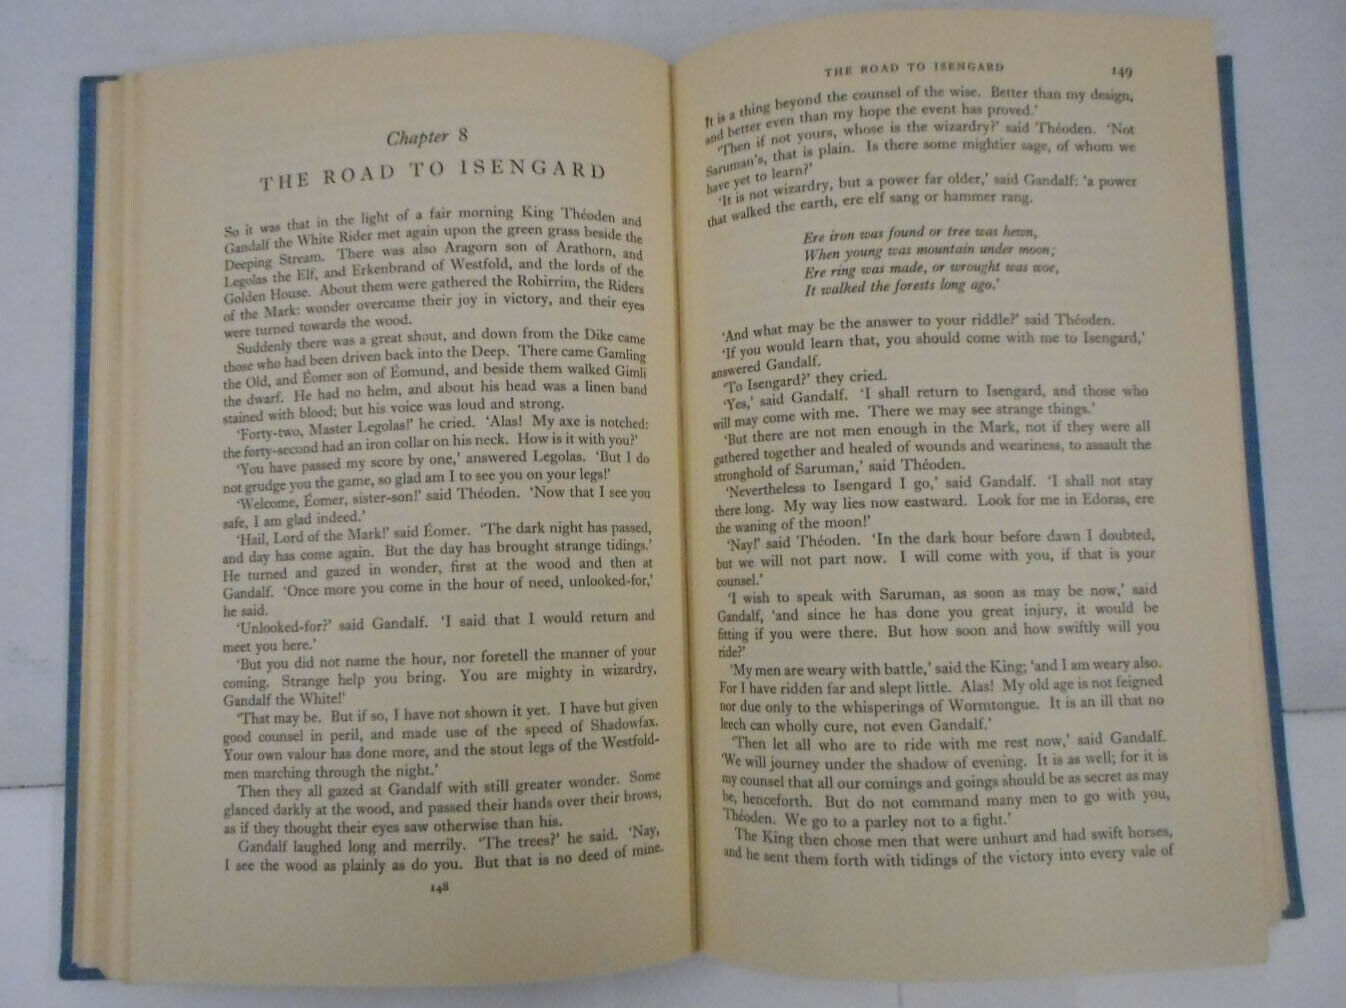 Chapter 8
THE ROAD TO ISENGARD
So it was that in the light of a fair morning King Théoden and
Gandalf the White Rider met again upon the green grass beside the
Deeping Stream. There was also Aragorn son of Arathorn, and
Legolas the Elf, and Erkenbrand of Westfold, and the lords of the
Golden House. About them were gathered the Rohirrim, the Riders
of the Mark: wonder overcame their joy in victory, and their eyes
were turned towards the wood.
Suddenly there was a great shout, and down from the Dike came
those who had been driven back into the Deep. There came Gamling
the Old, and Éomer son of Éomund, and beside them walked Gimli
the dwarf. He had no helm, and about his head was a linen band
stained with blood; but his voice was loud and strong.
'Forty-two, Master Legolas!' he cried. 'Alas! My axe is notched:
the forty-second had an iron collar on his neck. How is it with you?'
'You have passed my score by one,' answered Legolas. 'But I do
not grudge you the game, so glad am I to see you on your legs!'
'Welcome, Éomer, sister-son!' said Théoden. 'Now that I see you
safe, I am glad indeed.'
'Hail, Lord of the Mark!' said Éomer. 'The dark night has passed,
and day has come again. But the day has brought strange tidings.'
He turned and gazed in wonder, first at the wood and then at
Gandalf. 'Once more you come in the hour of need, unlooked-for,'
he said.
'Unlooked-for?' said Gandalf. 'I said that I would return and
meet you here.'
'But you did not name the hour, nor foretell the manner of your
coming. Strange help you bring. You are mighty in wizardry,
Gandalf the White!'
'That may be. But if so, I have not shown it yet. I have but given
good counsel in peril, and made use of the speed of Shadowfax.
Your own valour has done more, and the stout legs of the Westfold-
men marching through the night.'
Then they all gazed at Gandalf with still greater wonder. Some
glanced darkly at the wood, and passed their hands over their brows,
as if they thought their eyes saw otherwise than his.
Gandalf laughed long and merrily. 'The trees?' he said. 'Nay,
I see the wood as plainly as do you. But that is no deed of mine.
148
THE ROAD TO ISENGARD 149
It is a thing beyond the counsel of the wise. Better than my design,
and better even than my hope the event has proved.'
'Then if not yours, whose is the wizardry?' said Théoden. 'Not
Saruman's, that is plain. Is there some mightier sage, of whom we
have yet to learn?'
'It is not wizardry, but a power far older,' said Gandalf: 'a power
that walked the earth, ere elf sang or hammer rang.
Ere iron was found or tree was hewn,
When young was mountain under moon;
Ere ring was made, or wrought was woe,
It walked the forests long ago.'
'And what may be the answer to your riddle?' said Théoden.
'If you would learn that, you should come with me to Isengard,'
answered Gandalf.
'To Isengard?' they cried.
'Yes,' said Gandalf. 'I shall return to Isengard, and those who
will may come with me. There we may see strange things.'
'But there are not men enough in the Mark, not if they were all
gathered together and healed of wounds and weariness, to assault the
stronghold of Saruman,' said Théoden.
'Nevertheless to Isengard I go,' said Gandalf. 'I shall not stay
there long. My way lies now eastward. Look for me in Edoras, ere
the waning of the moon!'
'Nay!' said Théoden. 'In the dark hour before dawn I doubted,
but we will not part now. I will come with you, if that is your
counsel.'
'I wish to speak with Saruman, as soon as may be now,' said
Gandalf, 'and since he has done you great injury, it would be
fitting if you were there. But how soon and how swiftly will you
ride?'
'My men are weary with battle,' said the King; 'and I am weary also.
For I have ridden far and slept little. Alas! My old age is not feigned
nor due only to the whisperings of Wormtongue. It is an ill that no
leech can wholly cure, not even Gandalf.'
'Then let all who are to ride with me rest now,' said Gandalf.
'We will journey under the shadow of evening. It is as well; for it is
my counsel that all our comings and goings should be as secret as may
be, henceforth. But do not command many men to go with you,
Théoden. We go to a parley not to a fight.'
The King then chose men that were unhurt and had swift horses,
and he sent them forth with tidings of the victory into every vale of